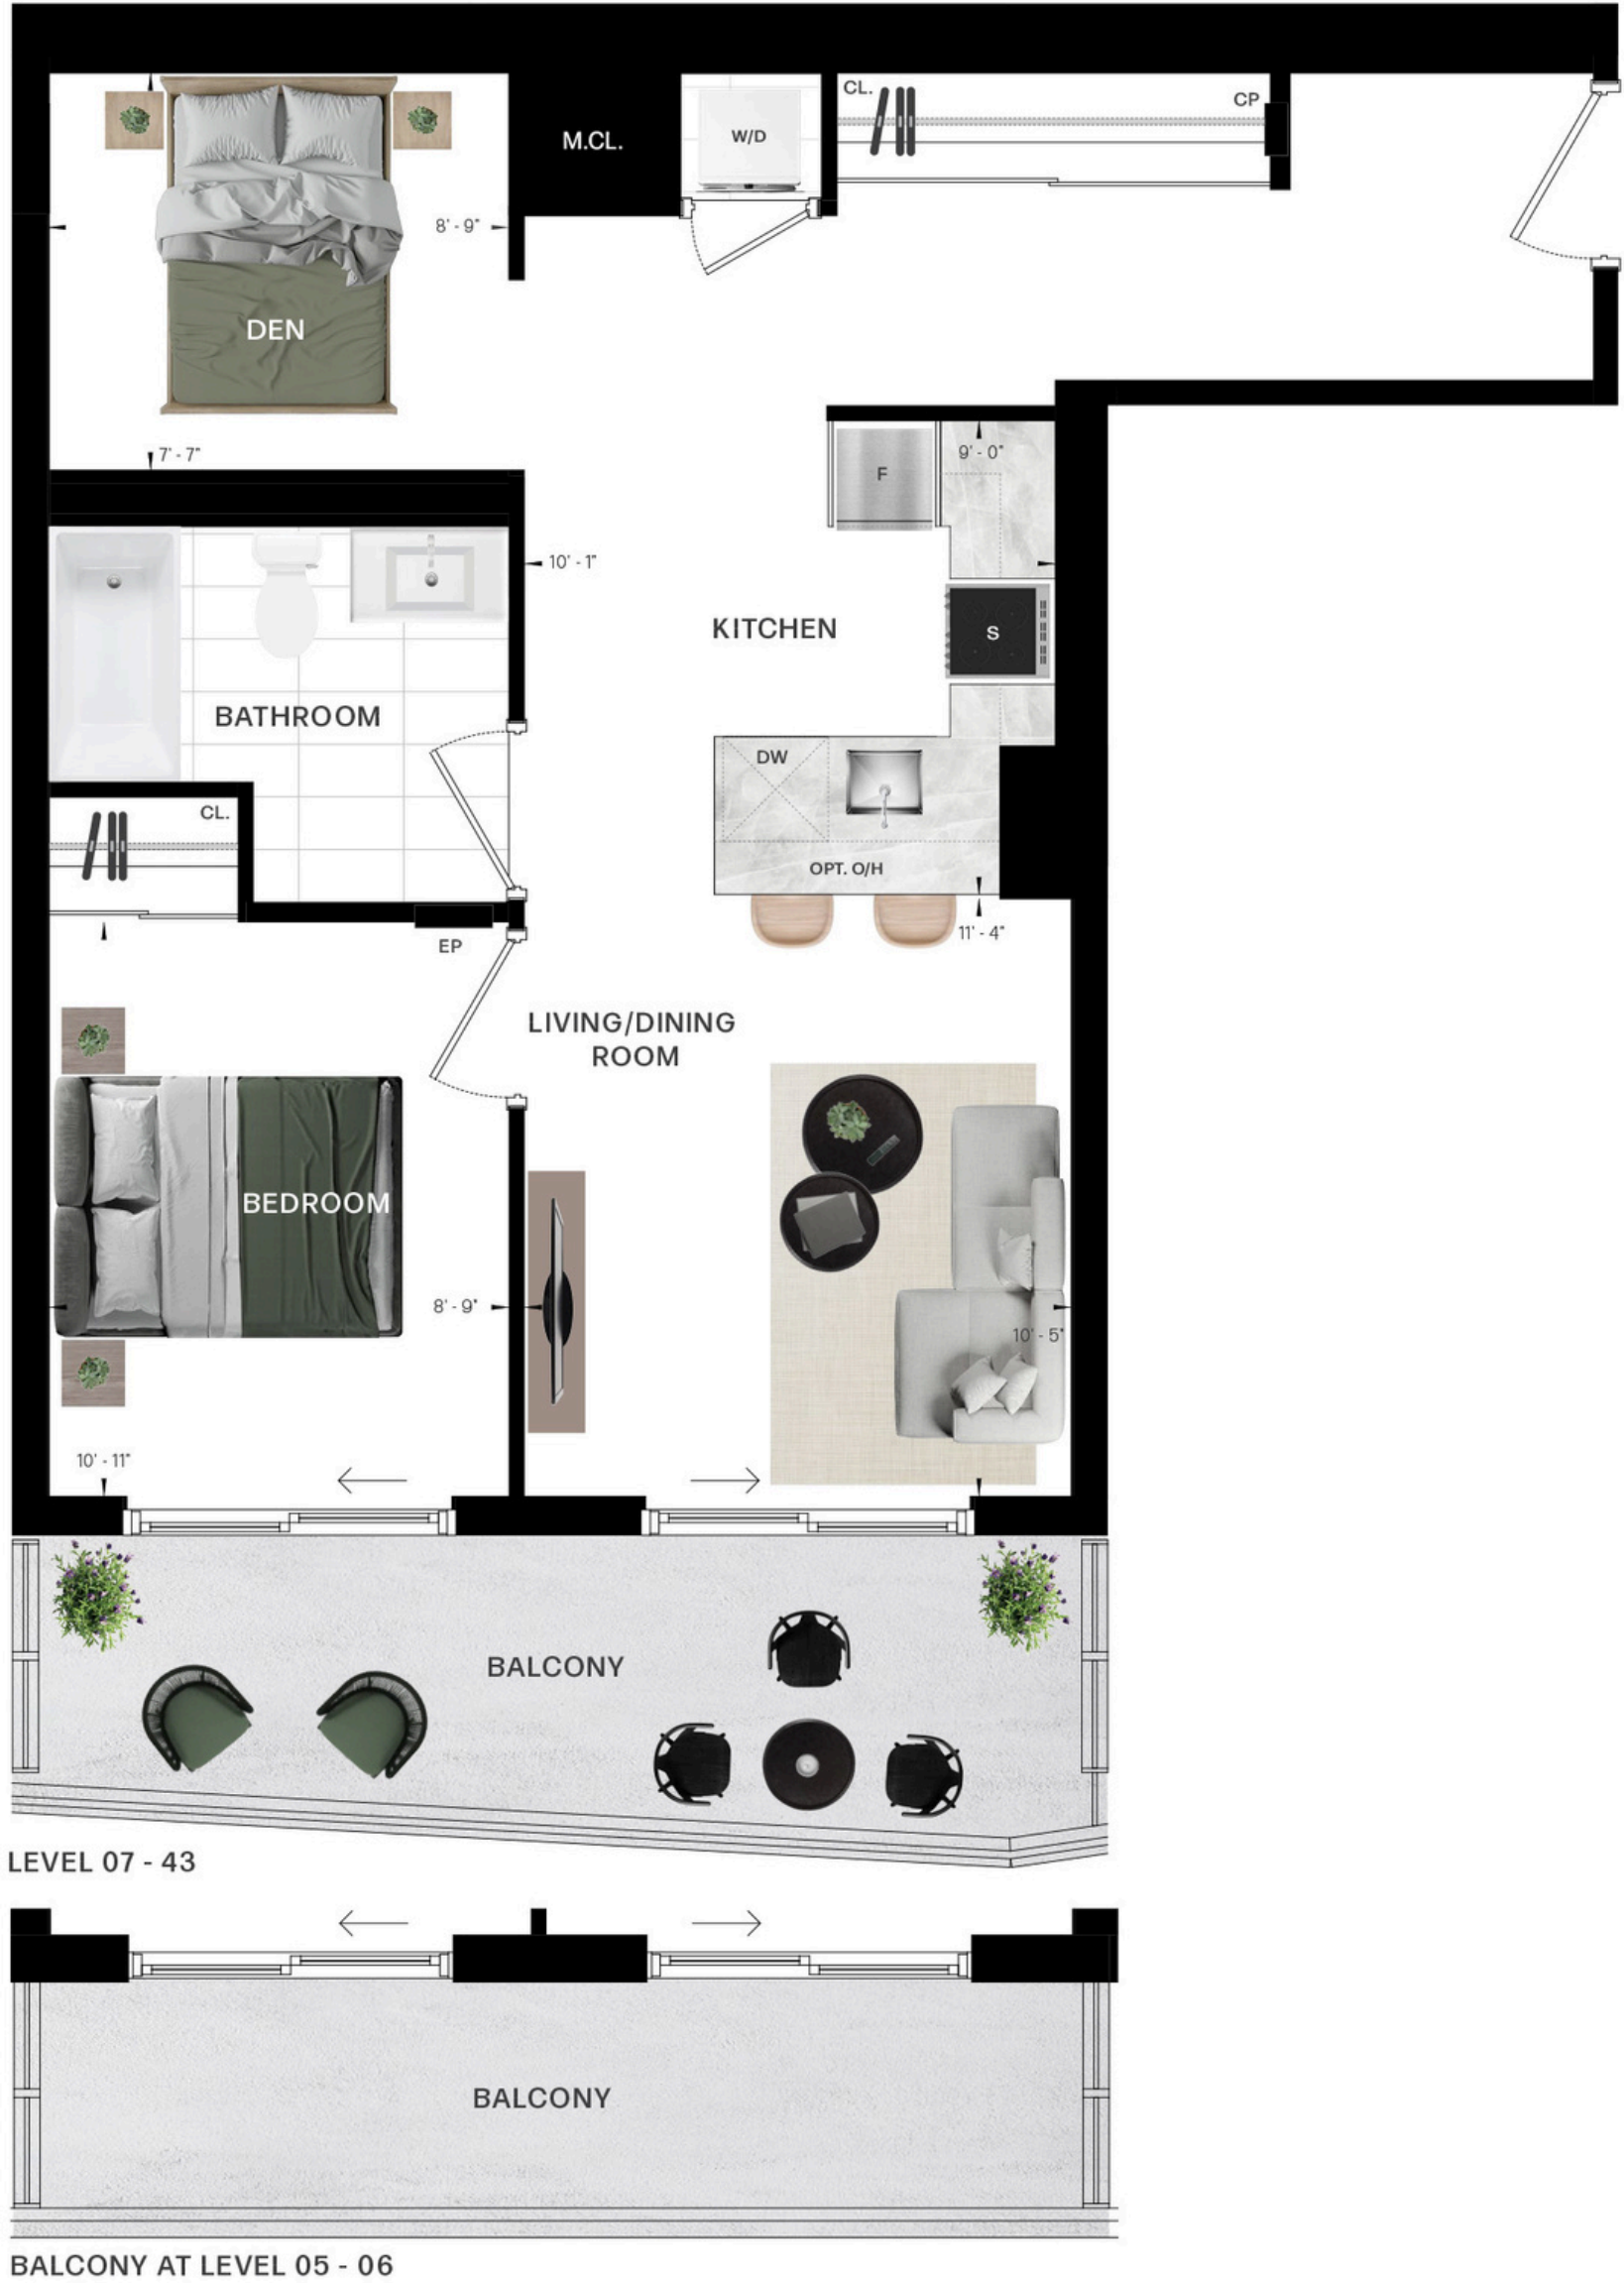 CL.
CP
M.CL.
W/D
8' - 9"
DEN
7' - 7"
9' - 0"
F
10' - 1"
KITCHEN
S
BATHROOM
DW
CL.
OPT. O/H
EP
11' - 4"
LIVING/DINING
ROOM
BEDROOM
8' - 9"
10' - 5"
10' - 11"
BALCONY
LEVEL 07 - 43
BALCONY
BALCONY AT LEVEL 05 - 06